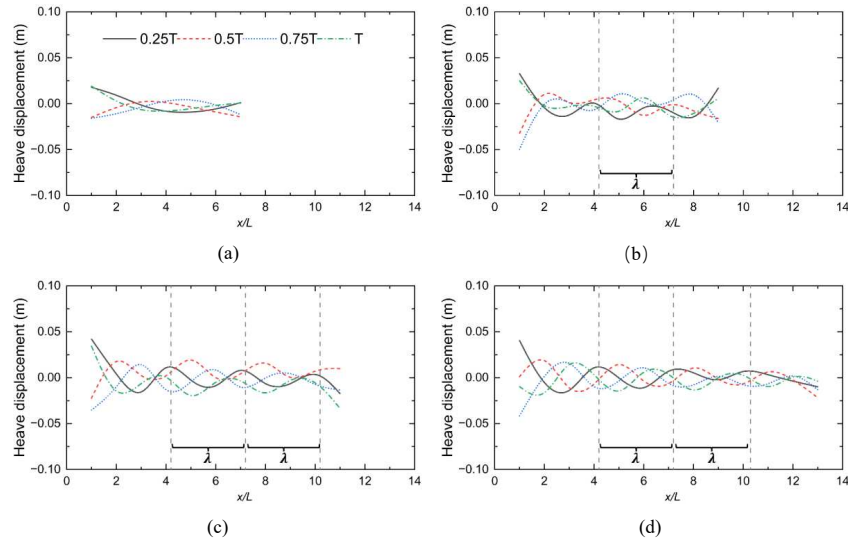 0.10
0.05
0.00
−0.05
−0.10
Heave displacement (m)
0.25T 0.5T 0.75T T
0 2 4 6 8 10 12 14
x/L
(a)
0.10
0.05
0.00
−0.05
−0.10
Heave displacement (m)
λ
0 2 4 6 8 10 12 14
x/L
(b)
0.10
0.05
0.00
−0.05
−0.10
Heave displacement (m)
λ λ
0 2 4 6 8 10 12 14
x/L
(c)
0.10
0.05
0.00
−0.05
−0.10
Heave displacement (m)
λ λ
0 2 4 6 8 10 12 14
x/L
(d)